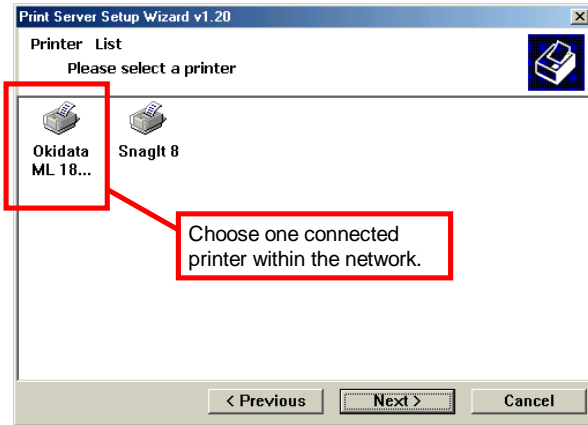 Print Server Setup Wizard v1.20
Printer List
Please select a printer
Okidata
ML 18...
SnagIt 8
Choose one connected
printer within the network.
< Previous
Next >
Cancel